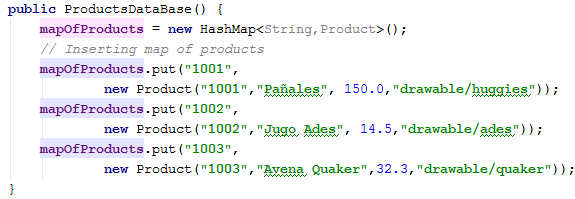 public ProductsDataBase() {
    mapOfProducts = new HashMap<String,Product>();
    // Inserting map of products
    mapOfProducts.put("1001",
            new Product("1001","Pañales", 150.0,"drawable/huggies"));
    mapOfProducts.put("1002",
            new Product("1002","Jugo Ades", 14.5,"drawable/ades"));
    mapOfProducts.put("1003",
            new Product("1003","Avena Quaker",32.3,"drawable/quaker"));
}